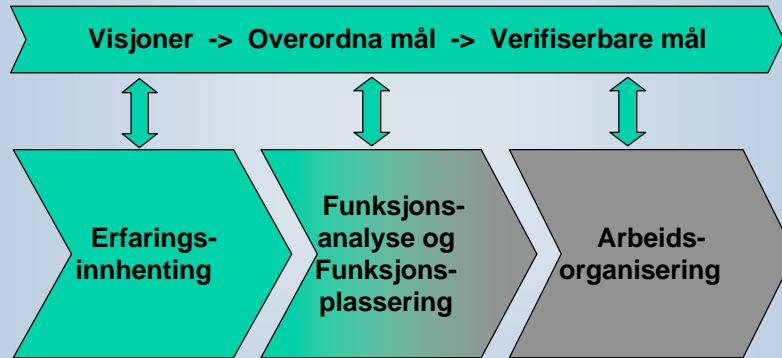 Visjoner -> Overordna mål -> Verifiserbare mål
Erfarings-
innhenting
Funksjons-
analyse og
Funksjons-
plassering
Arbeids-
organisering